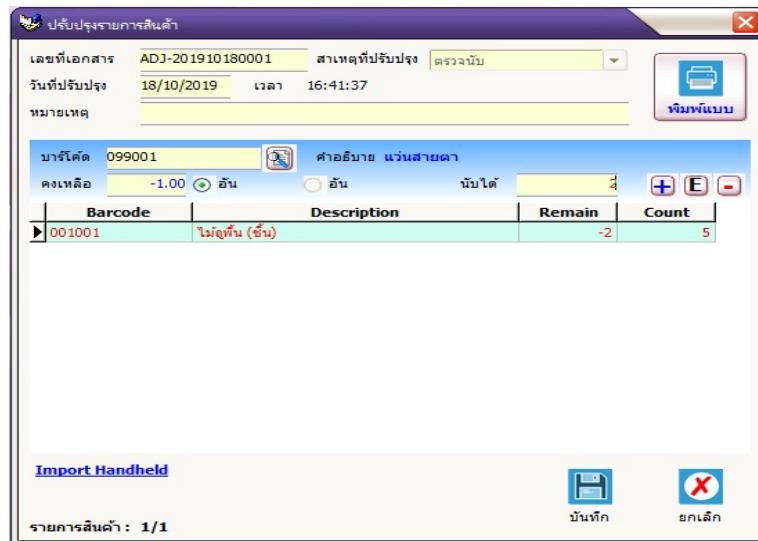 ปรับปรุงรายการสินค้า
เลขที่เอกสาร ADJ-201910180001 สาเหตุที่ปรับปรุง ตรวจนับ
วันที่ปรับปรุง 18/10/2019 เวลา 16:41:37
หมายเหตุ พิมพ์แบบ
บาร์โค้ด 099001 คำอธิบาย แว่นสายตา
คงเหลือ -1.00 อัน อัน นับได้ + E -
Barcode Description Remain Count
001001 ไม้ถูพื้น (ชิ้น) -2 5
Import Handheld
บันทึก ยกเลิก
รายการสินค้า : 1/1